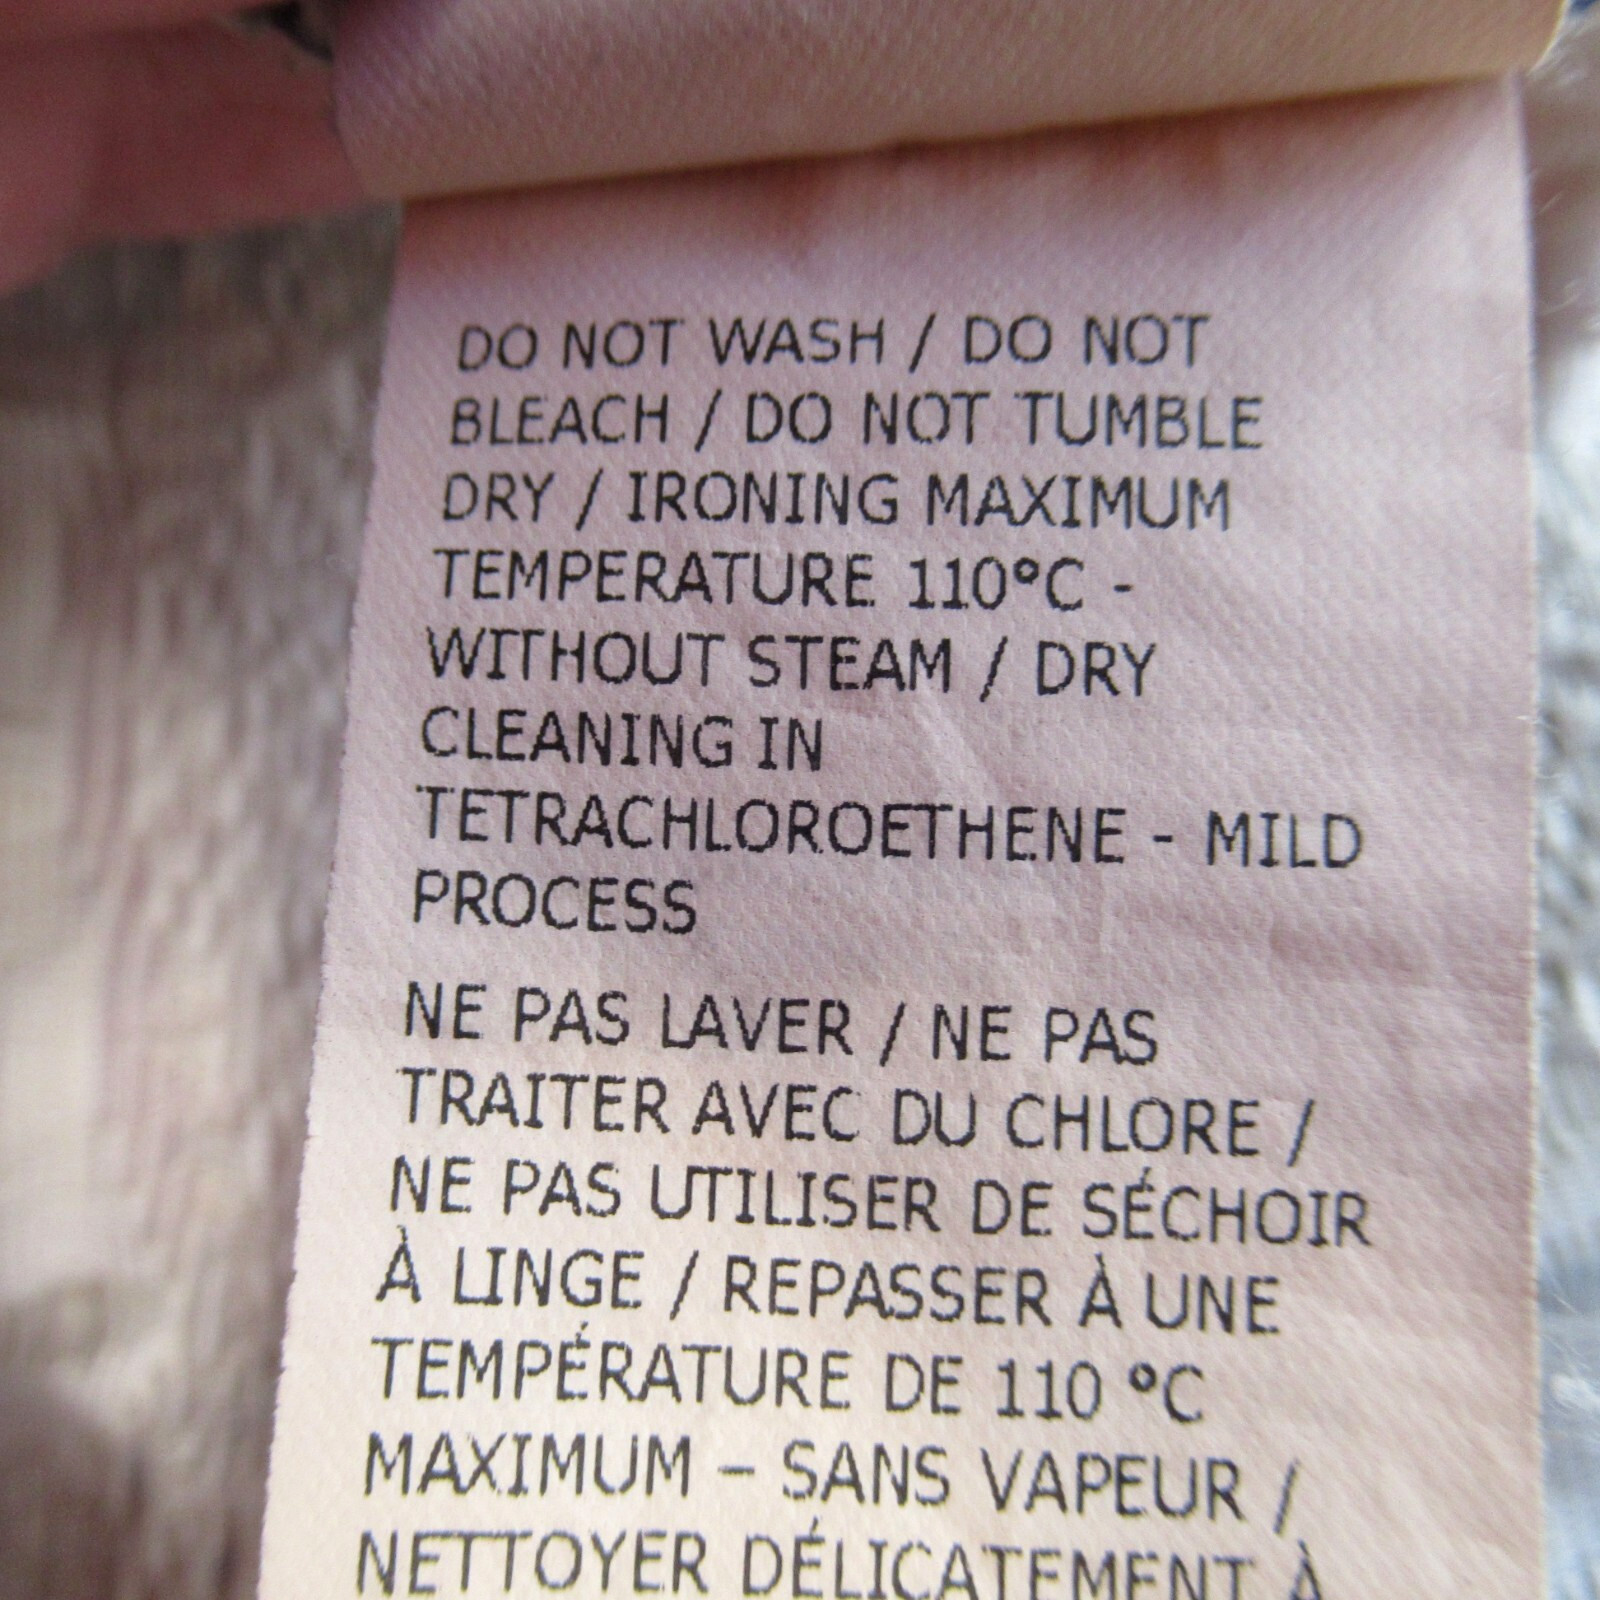 DO NOT WASH / DO NOT
BLEACH / DO NOT TUMBLE
DRY / IRONING MAXIMUM
TEMPERATURE 110°C -
WITHOUT STEAM / DRY
CLEANING IN
TETRACHLOROETHENE - MILD
PROCESS
NE PAS LAVER / NE PAS
TRAITER AVEC DU CHLORE /
NE PAS UTILISER DE SÉCHOIR
À LINGE / REPASSER À UNE
TEMPÉRATURE DE 110 °C
MAXIMUM – SANS VAPEUR /
NETTOYER DÉLICATEMENT À